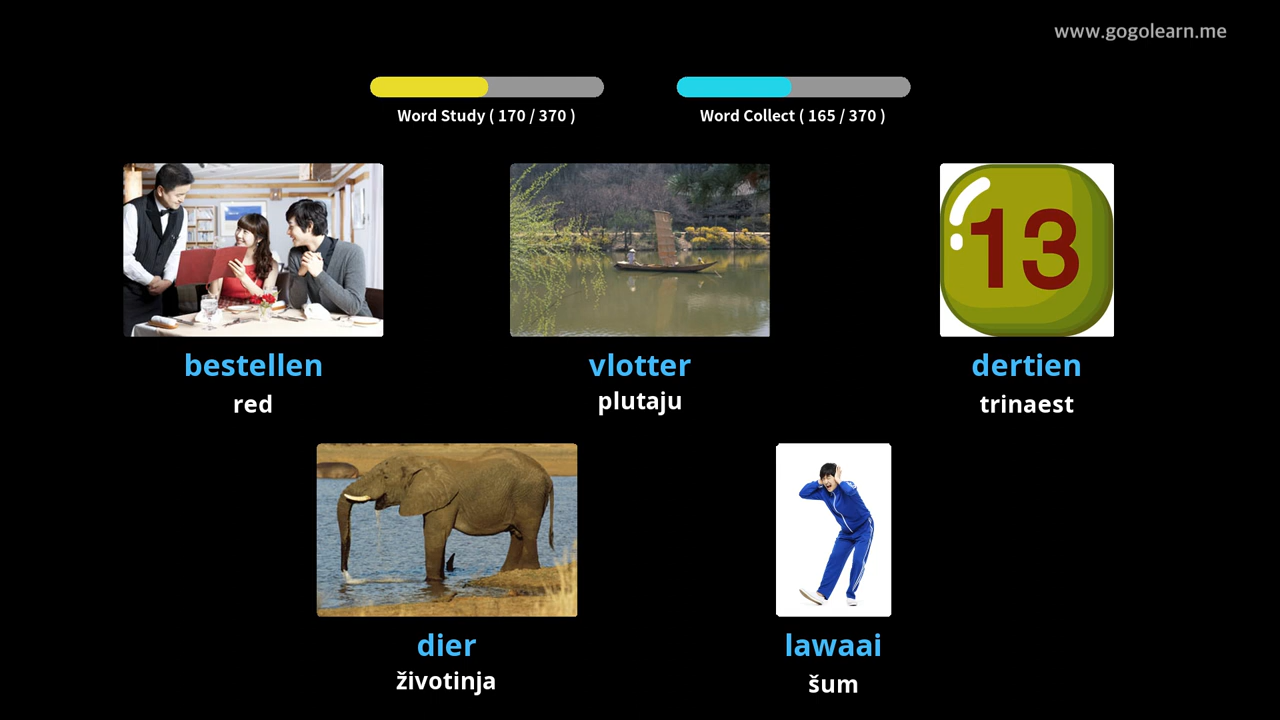 www.gogolearn.me
Word Study ( 170 / 370 )
Word Collect ( 165 / 370 )
13
bestellen
red
vlotter
plutaju
dertien
trinaest
dier
životinja
lawaai
šum